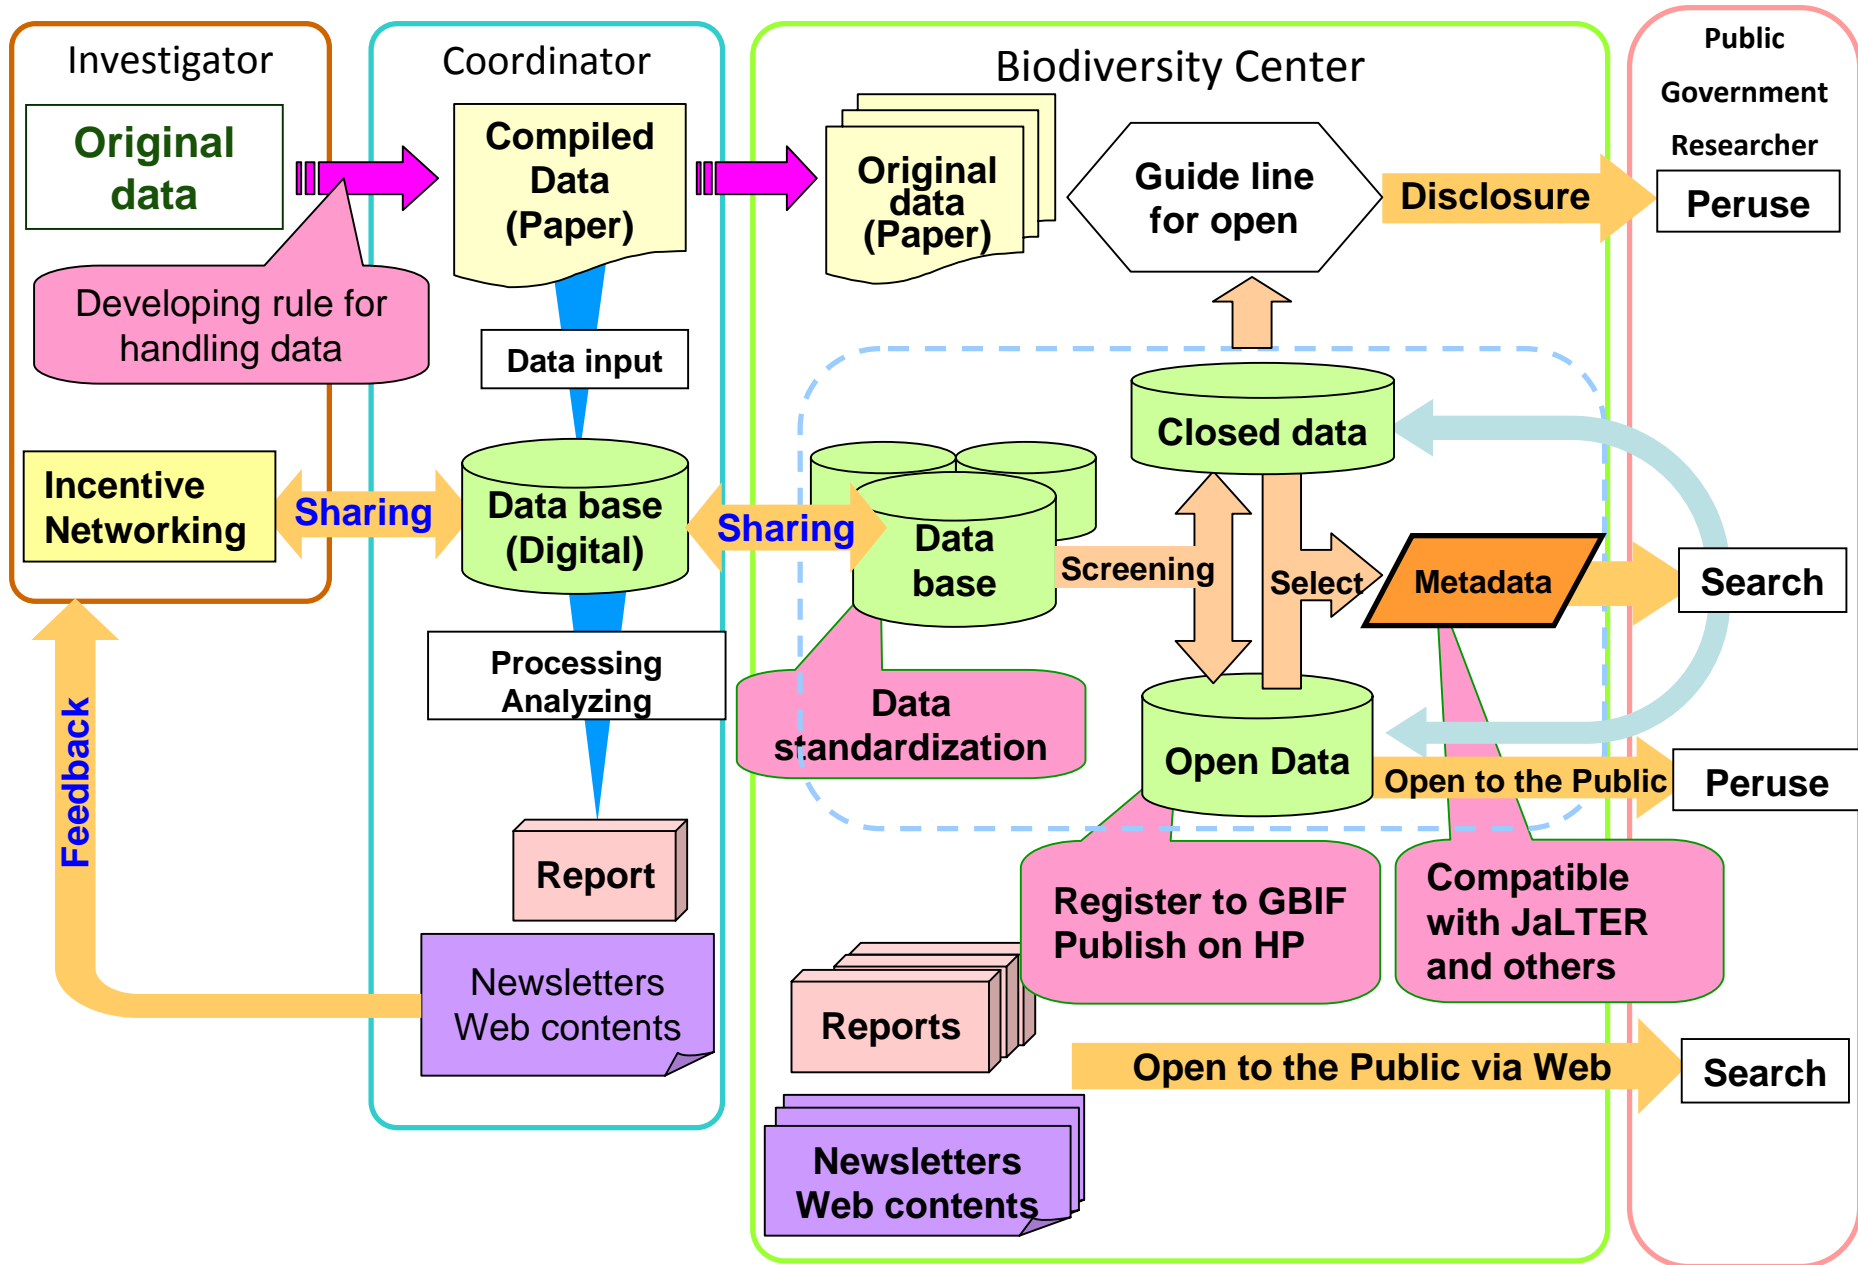 Investigator
Original
data
Developing rule for
handling data
Incentive
Networking
Sharing
Feedback
Coordinator
Compiled
Data
(Paper)
Data input
Data base
(Digital)
Processing
Analyzing
Report
Newsletters
Web contents
Sharing
Biodiversity Center
Original
data
(Paper)
Guide line
for open
Disclosure
Closed data
Data
base
Screening
Select
Metadata
Data
standardization
Open Data
Open to the Public
Register to GBIF
Publish on HP
Compatible
with JaLTER
and others
Reports
Open to the Public via Web
Newsletters
Web contents
Public
Government
Researcher
Peruse
Search
Peruse
Search